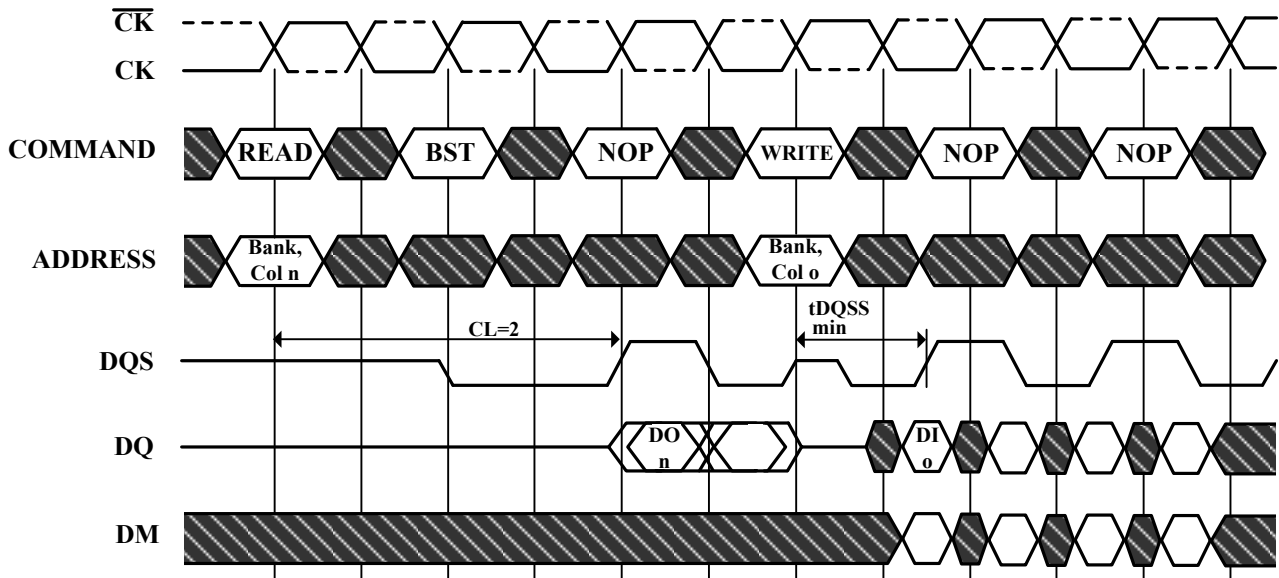 CK
CK
COMMAND
READ
BST
NOP
WRITE
NOP
NOP
ADDRESS
Bank,
Col n
Bank,
Col o
tDQSS
min
CL=2
DQS
DQ
DO
n
DI
o
DM